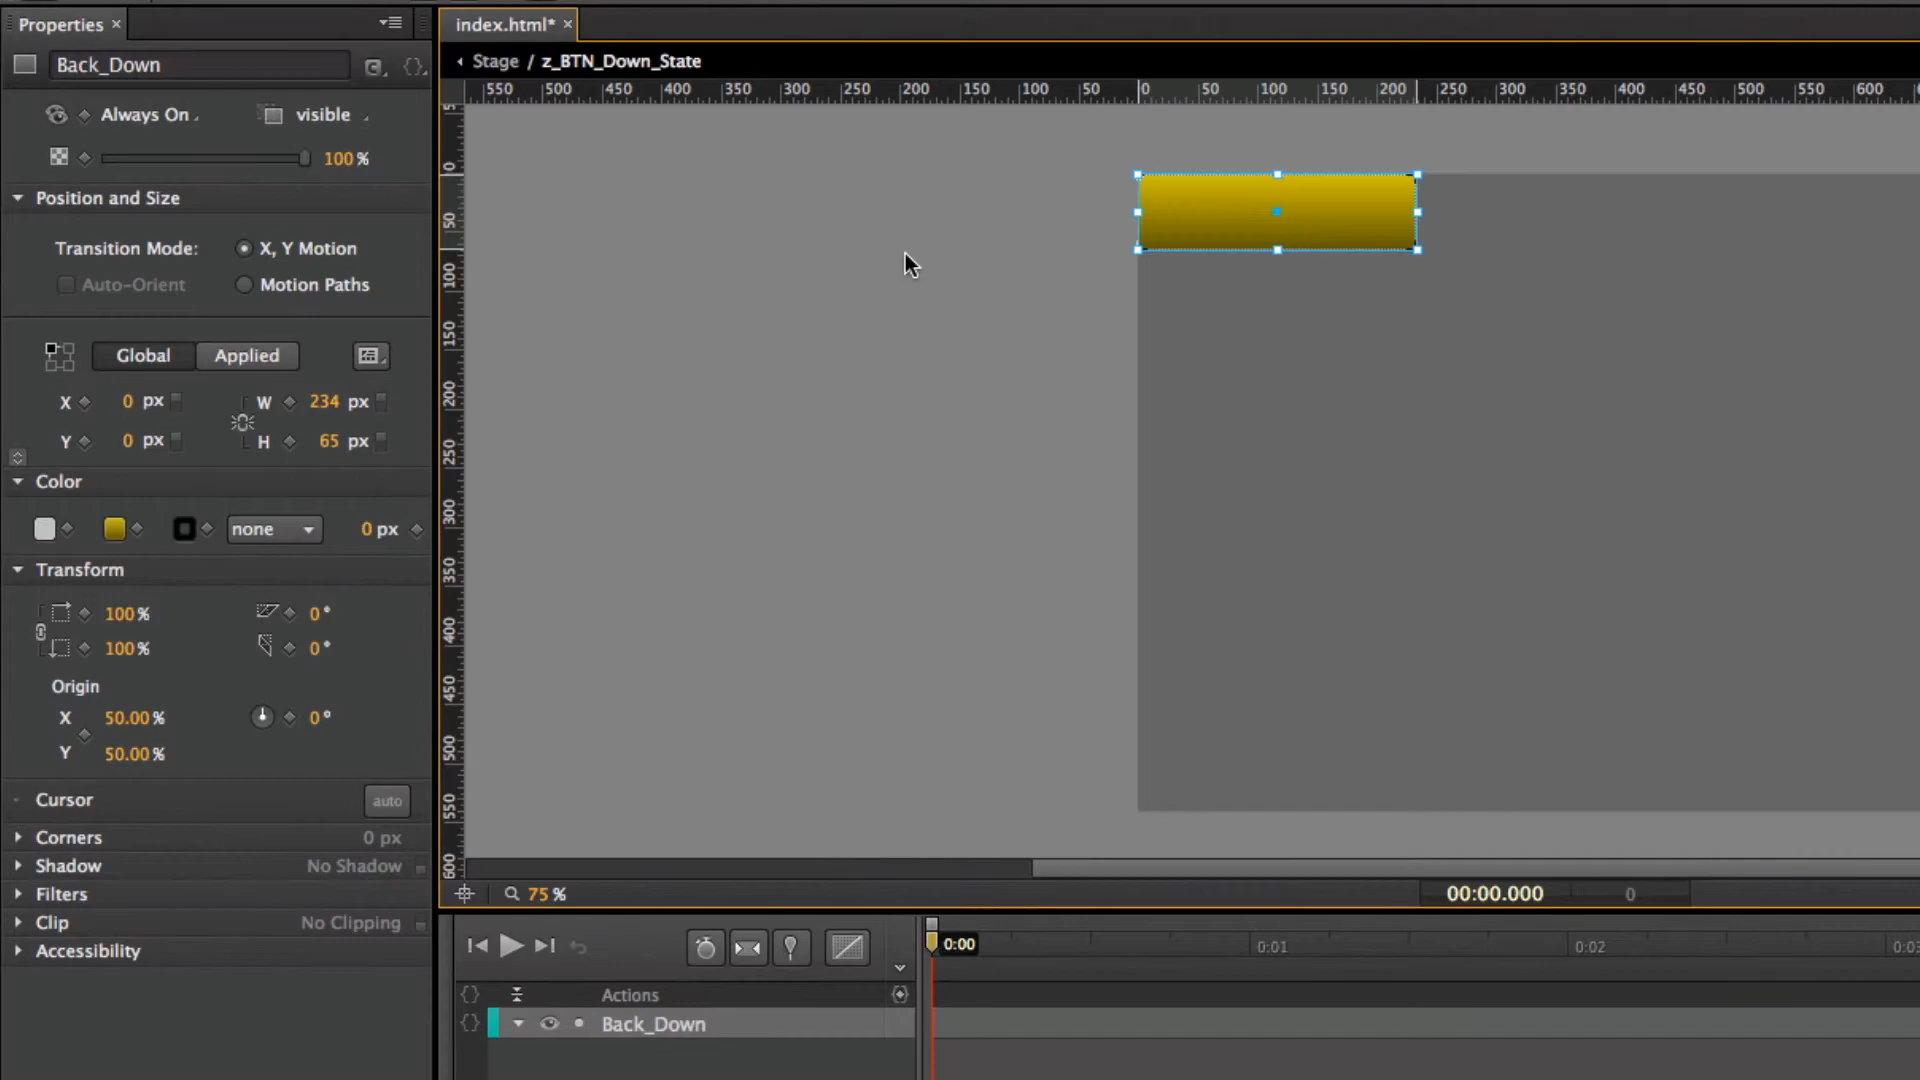 Properties
index.html*
Back_Down
Stage / z_BTN_Down_State
550 500 450 400 350 300 250 200 150 100 50 0 50 100 150 200 250 300 350 400 450 500 550 600
Always On
visible
100 %
Position and Size
Transition Mode: X, Y Motion
Auto-Orient Motion Paths
Global Applied
X 0 px W 234 px
Y 0 px H 65 px
Color
none 0 px
Transform
100 % 0 °
100 % 0 °
Origin
X 50.00 % 0 °
Y 50.00 %
Cursor auto
Corners 0 px
Shadow No Shadow
Filters
Clip No Clipping
Accessibility
0
50
100
150
200
250
300
350
400
450
500
550
600
75 %
00:00.000 0
0:00 0:01 0:02
Actions
Back_Down